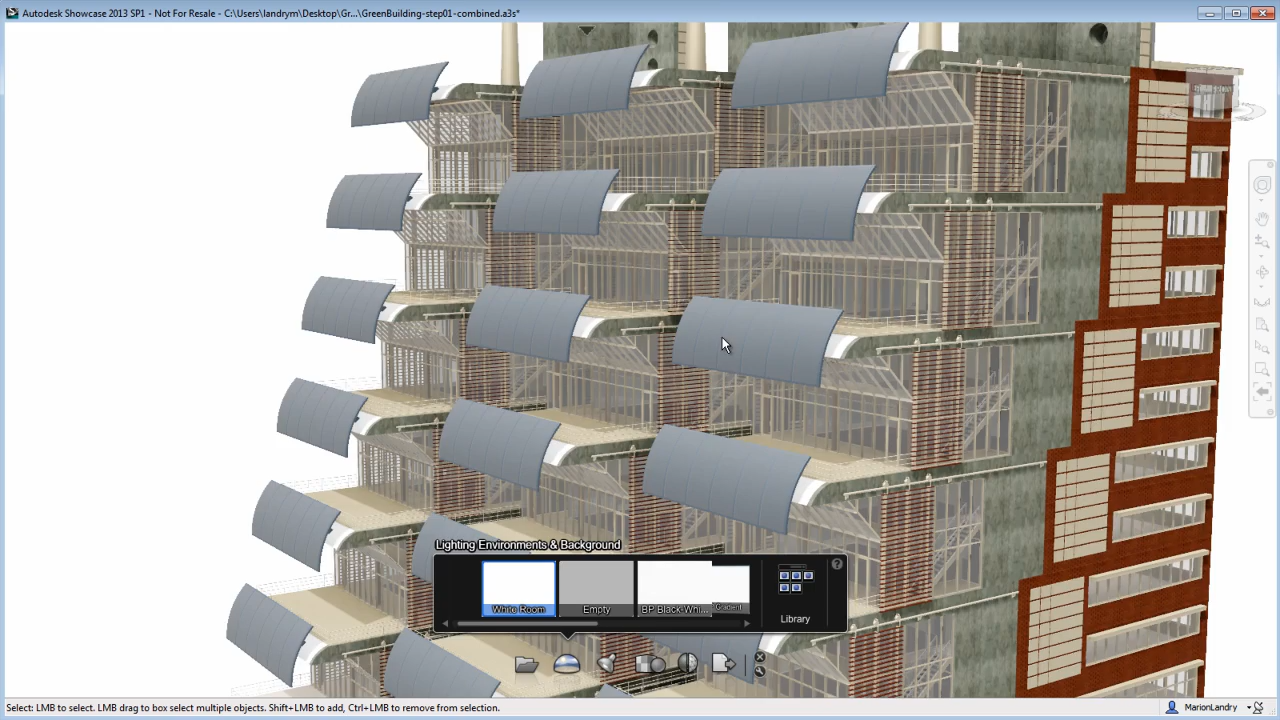 Autodesk Showcase 2013 SP1 - Not For Resale - C:\Users\landrym\Desktop\Gr...\GreenBuilding-step01-combined.a3s*
Lighting Environments & Background
White Room
Empty
BP Black-Whi...
Gradient
Library
Select: LMB to select. LMB drag to box select multiple objects. Shift+LMB to add, Ctrl+LMB to remove from selection.
MarionLandry